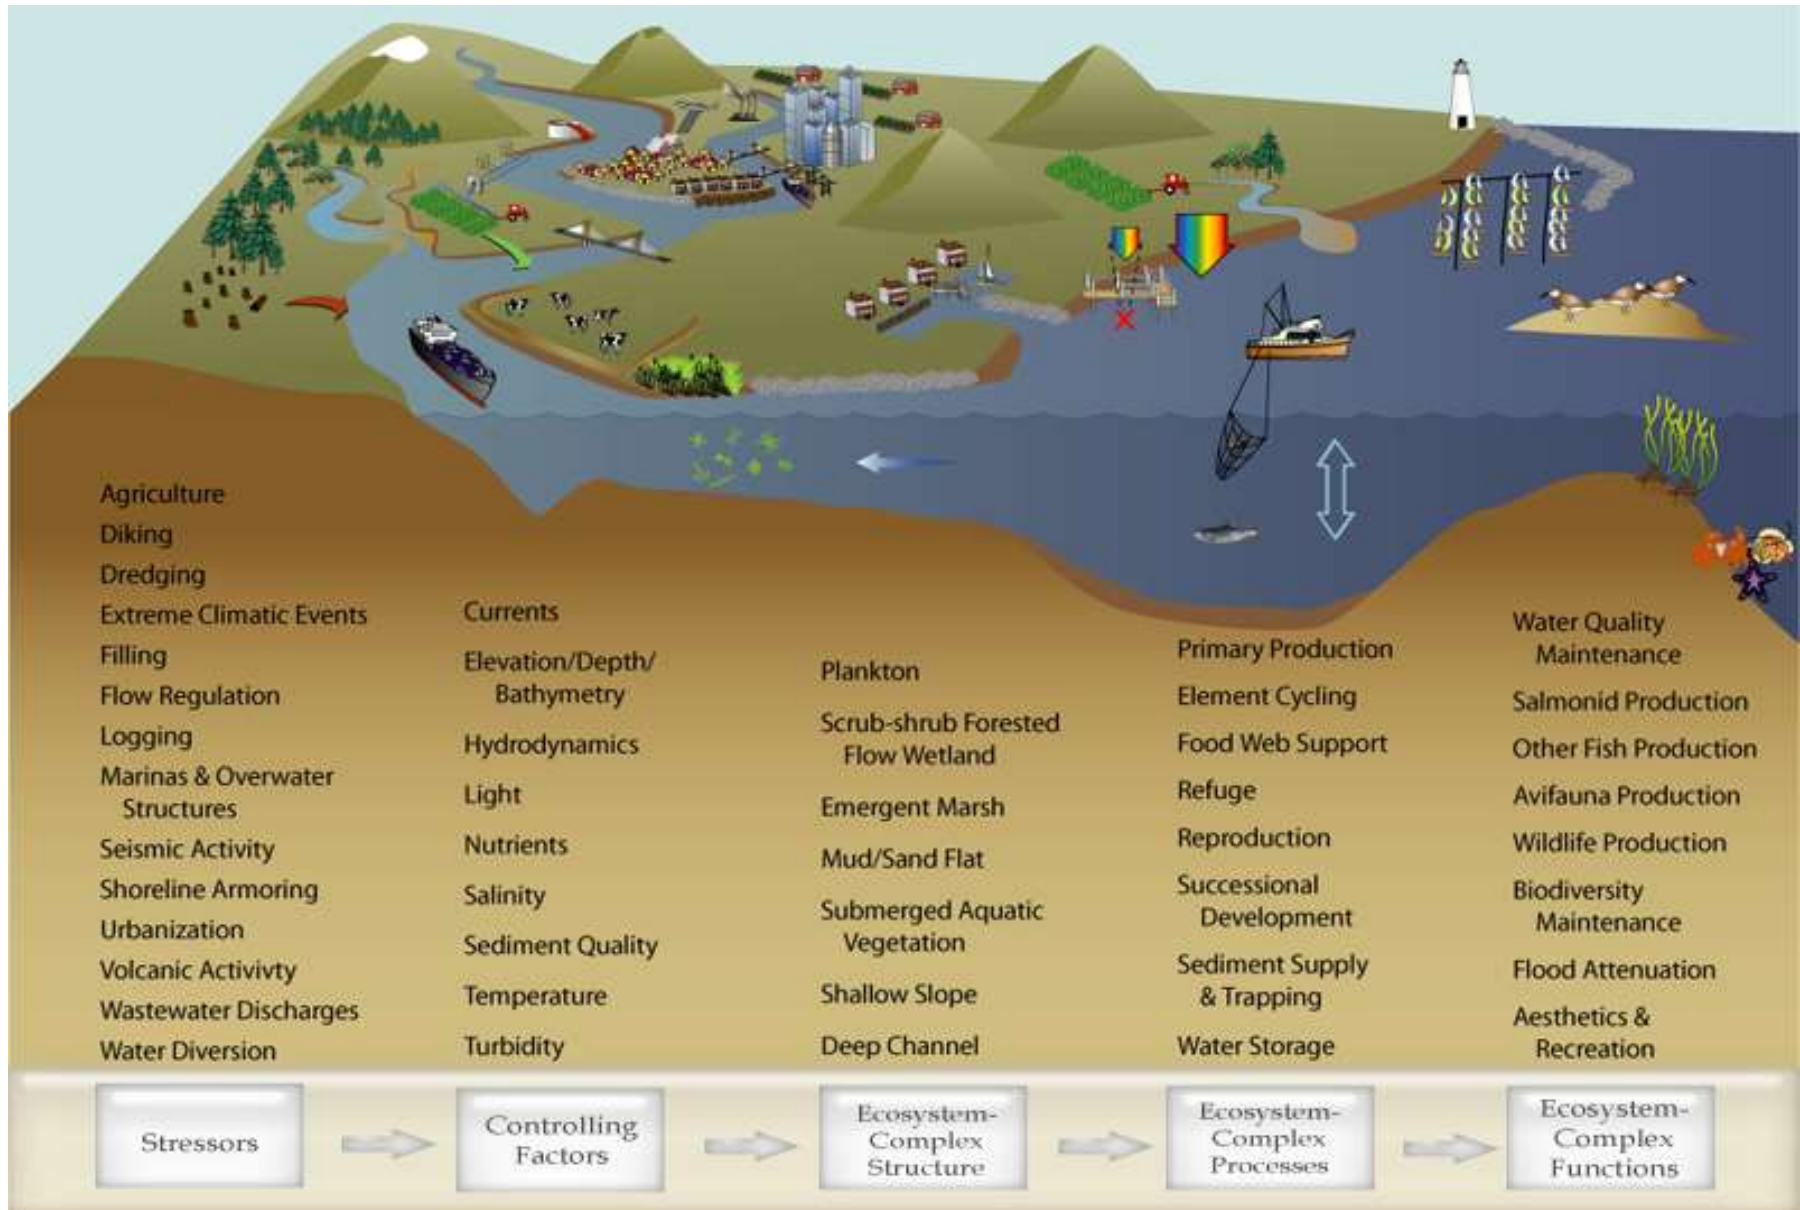 Agriculture
Diking
Dredging
Extreme Climatic Events
Filling
Flow Regulation
Logging
Marinas & Overwater
Structures
Seismic Activity
Shoreline Armoring
Urbanization
Volcanic Activivty
Wastewater Discharges
Water Diversion
Currents
Elevation/Depth/
Bathymetry
Hydrodynamics
Light
Nutrients
Salinity
Sediment Quality
Temperature
Turbidity
Plankton
Scrub-shrub Forested
Flow Wetland
Emergent Marsh
Mud/Sand Flat
Submerged Aquatic
Vegetation
Shallow Slope
Deep Channel
Primary Production
Element Cycling
Food Web Support
Refuge
Reproduction
Successional
Development
Sediment Supply
& Trapping
Water Storage
Water Quality
Maintenance
Salmonid Production
Other Fish Production
Avifauna Production
Wildlife Production
Biodiversity
Maintenance
Flood Attenuation
Aesthetics &
Recreation
Stressors
Controlling
Factors
Ecosystem-
Complex
Structure
Ecosystem-
Complex
Processes
Ecosystem-
Complex
Functions